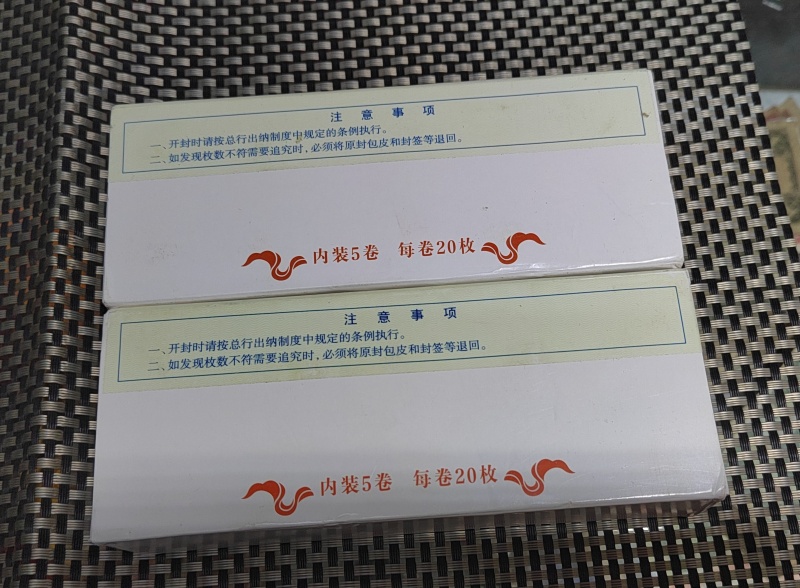 注意事项
一、开封时请按总行出纳制度中规定的条例执行。
二、如发现枚数不符需要追究时，必须将原封包皮和封签等退回。
内装5卷 每卷20枚
注意事项
一、开封时请按总行出纳制度中规定的条例执行。
二、如发现枚数不符需要追究时，必须将原封包皮和封签等退回。
内装5卷 每卷20枚